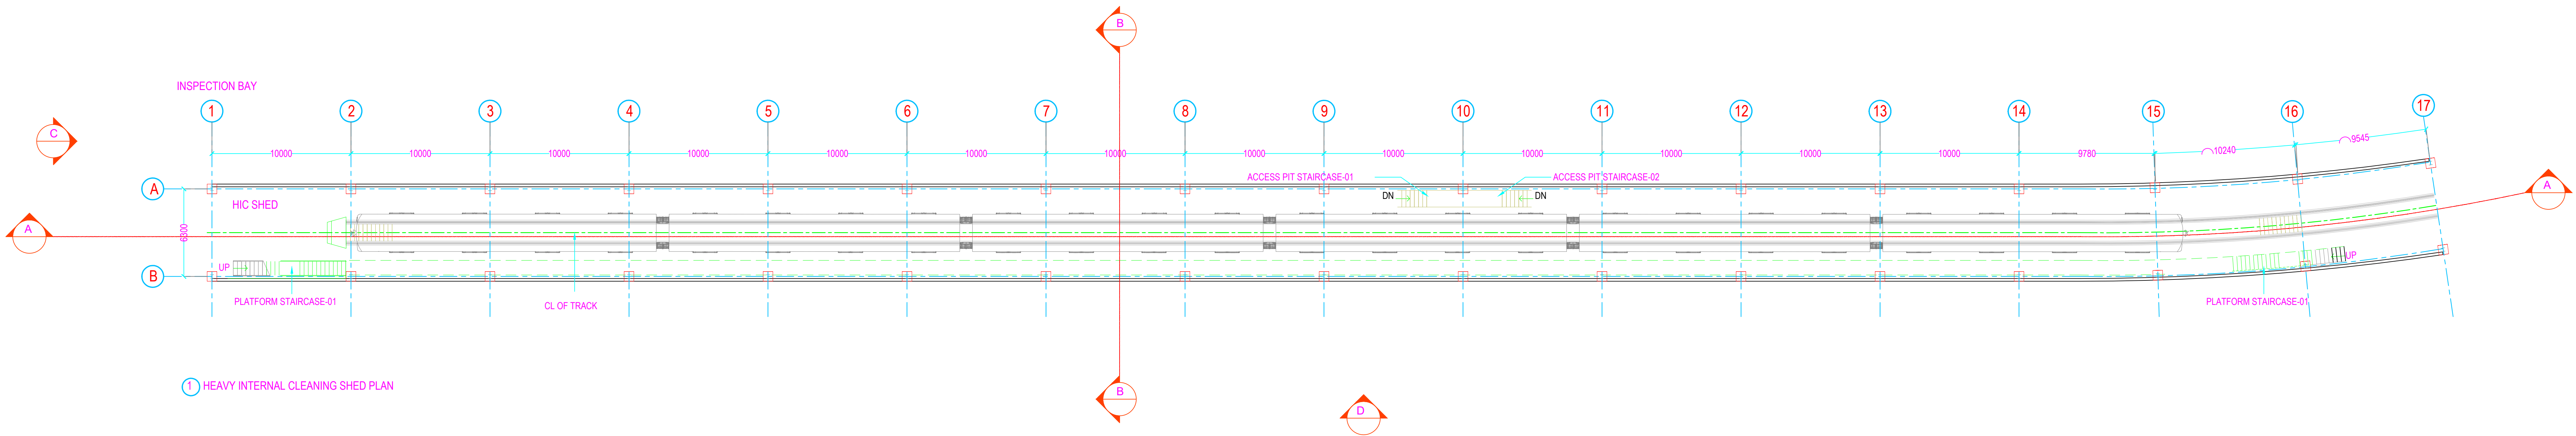 B
C
INSPECTION BAY
1 2 3 4 5 6 7 8 9 10 11 12 13 14 15 16 17
10000 10000 10000 10000 10000 10000 10000 10000 10000 10000 10000 10000 10000 9780 10240 9545
A
ACCESS PIT STAIRCASE-01
ACCESS PIT STAIRCASE-02
A
DN
DN
HIC SHED
6300
A
UP
UP
B
PLATFORM STAIRCASE-01
CL OF TRACK
PLATFORM STAIRCASE-01
1 HEAVY INTERNAL CLEANING SHED PLAN
B
D